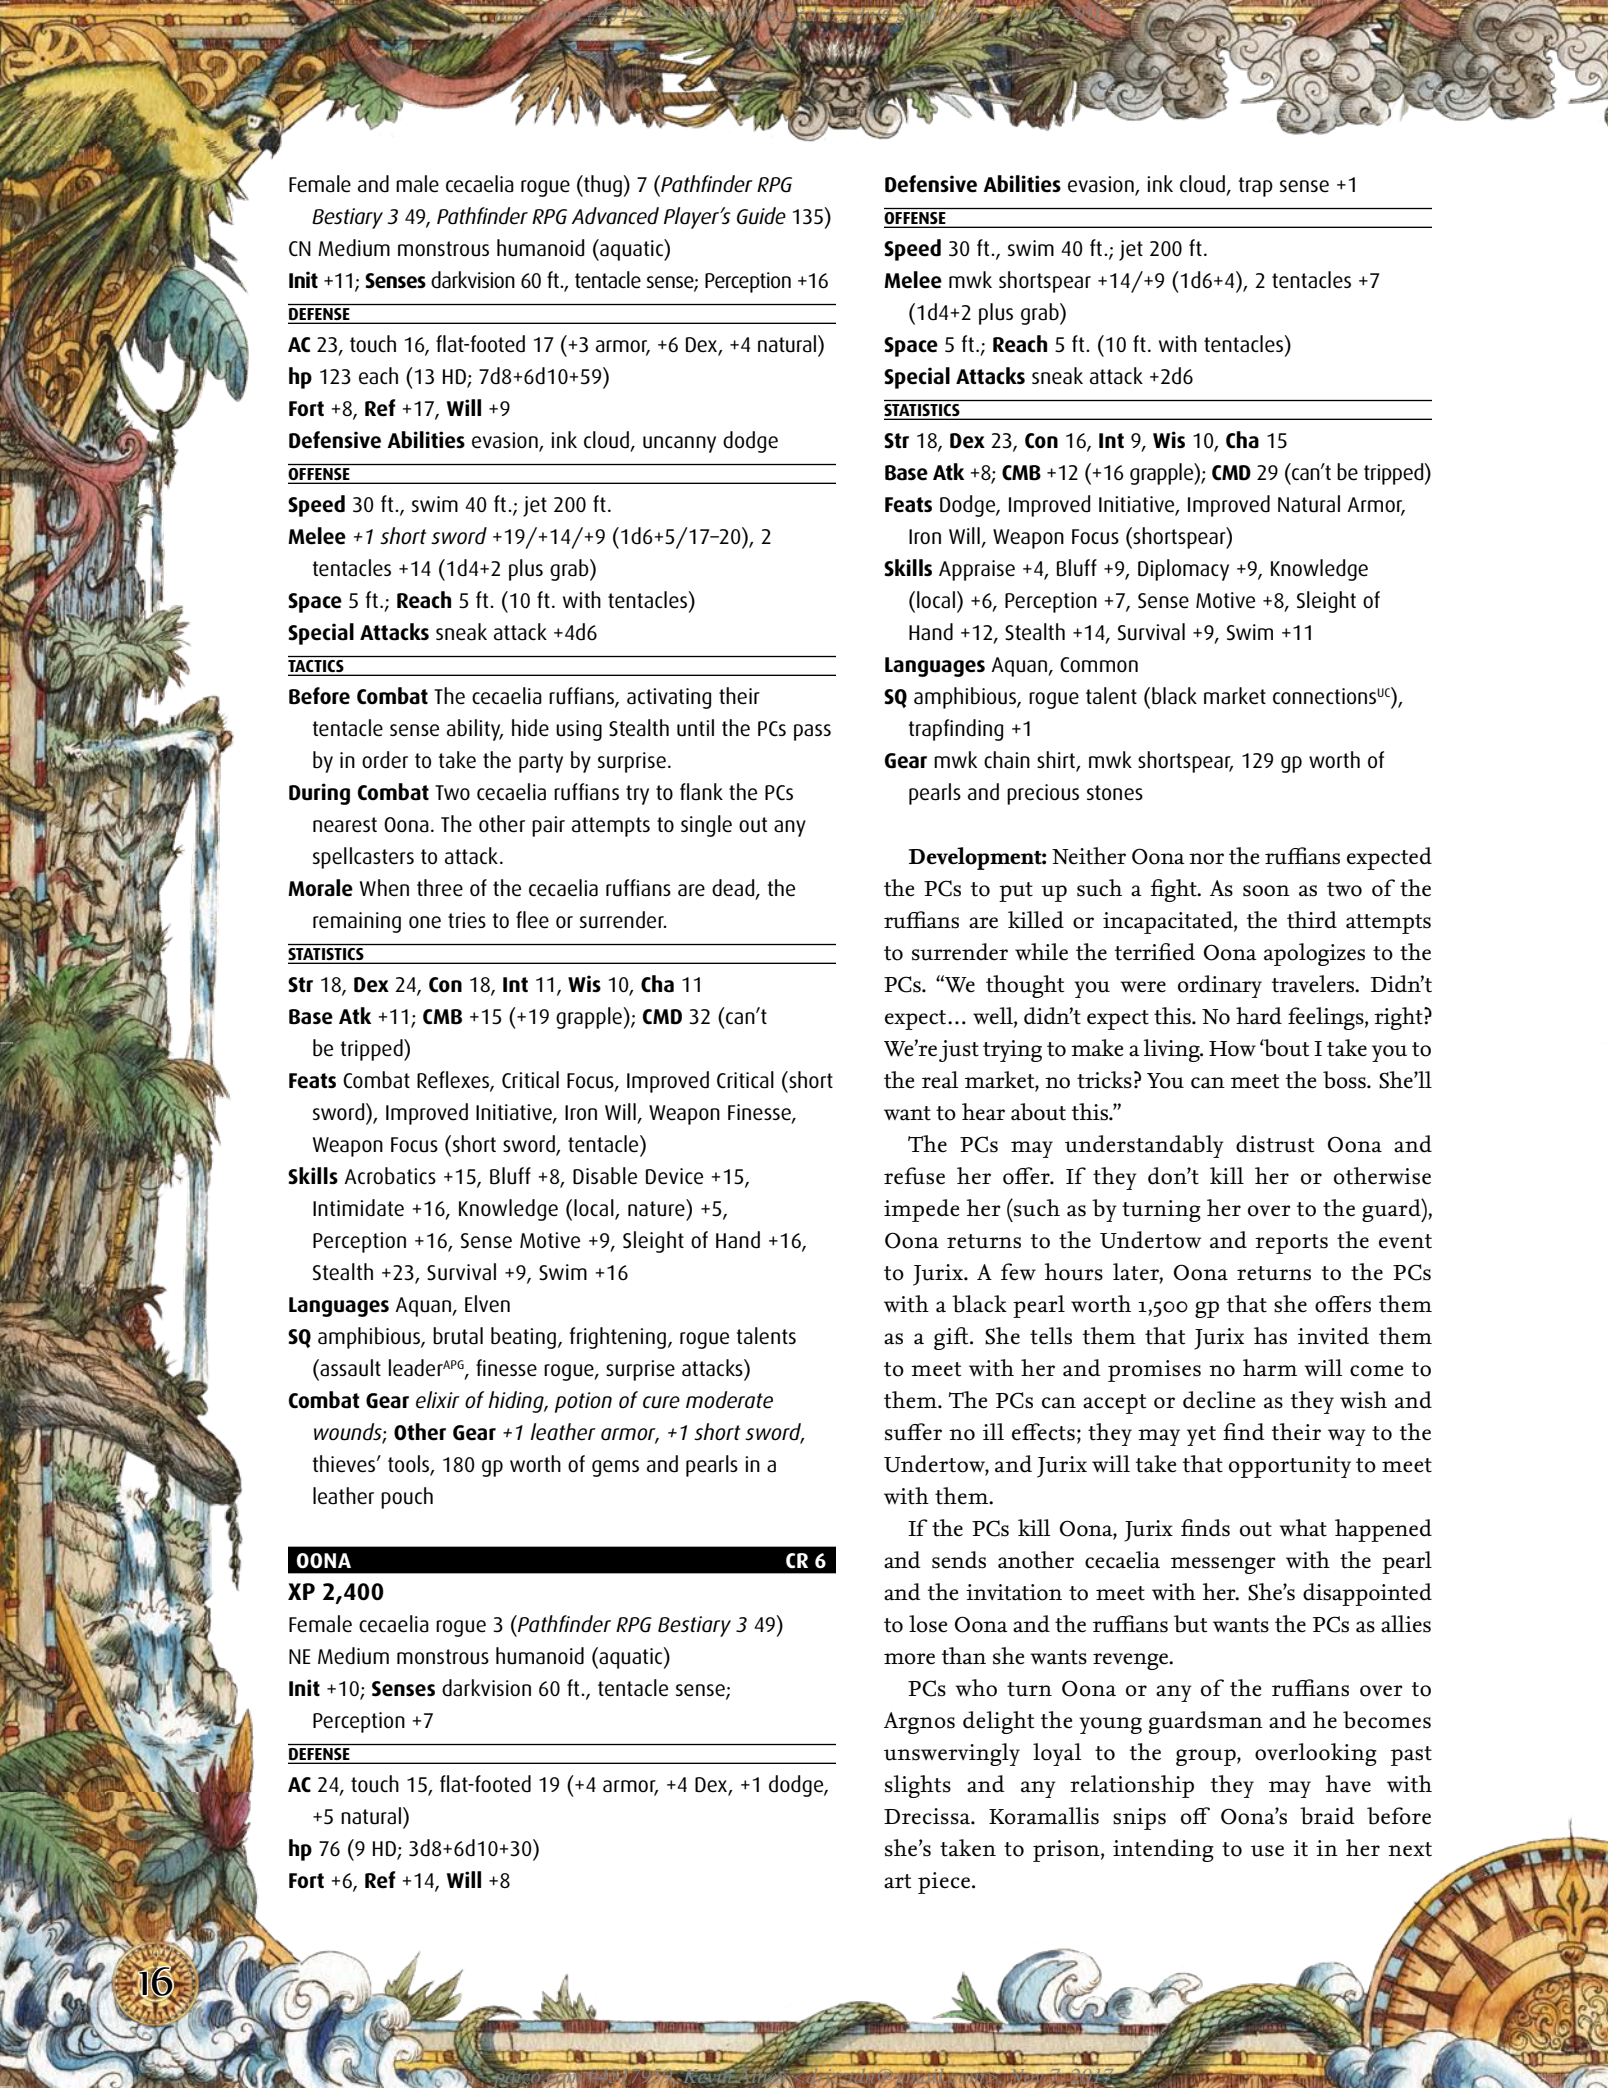 Female and male cecaelia rogue (thug) 7 (Pathfinder RPG
Bestiary 3 49, Pathfinder RPG Advanced Player's Guide 135)
CN Medium monstrous humanoid (aquatic)
Init +11; Senses darkvision 60 ft., tentacle sense; Perception +16
DEFENSE
AC 23, touch 16, flat-footed 17 (+3 armor, +6 Dex, +4 natural)
hp 123 each (13 HD; 7d8+6d10+59)
Fort +8, Ref +17, Will +9
Defensive Abilities evasion, ink cloud, uncanny dodge
OFFENSE
Speed 30 ft., swim 40 ft.; jet 200 ft.
Melee +1 short sword +19/+14/+9 (1d6+5/17–20), 2
tentacles +14 (1d4+2 plus grab)
Space 5 ft.; Reach 5 ft. (10 ft. with tentacles)
Special Attacks sneak attack +4d6
TACTICS
Before Combat The cecaelia ruffians, activating their
tentacle sense ability, hide using Stealth until the PCs pass
by in order to take the party by surprise.
During Combat Two cecaelia ruffians try to flank the PCs
nearest Oona. The other pair attempts to single out any
spellcasters to attack.
Morale When three of the cecaelia ruffians are dead, the
remaining one tries to flee or surrender.
STATISTICS
Str 18, Dex 24, Con 18, Int 11, Wis 10, Cha 11
Base Atk +11; CMB +15 (+19 grapple); CMD 32 (can't
be tripped)
Feats Combat Reflexes, Critical Focus, Improved Critical (short
sword), Improved Initiative, Iron Will, Weapon Finesse,
Weapon Focus (short sword, tentacle)
Skills Acrobatics +15, Bluff +8, Disable Device +15,
Intimidate +16, Knowledge (local, nature) +5,
Perception +16, Sense Motive +9, Sleight of Hand +16,
Stealth +23, Survival +9, Swim +16
Languages Aquan, Elven
SQ amphibious, brutal beating, frightening, rogue talents
(assault leaderAPG, finesse rogue, surprise attacks)
Combat Gear elixir of hiding, potion of cure moderate
wounds; Other Gear +1 leather armor, +1 short sword,
thieves' tools, 180 gp worth of gems and pearls in a
leather pouch
OONA CR 6
XP 2,400
Female cecaelia rogue 3 (Pathfinder RPG Bestiary 3 49)
NE Medium monstrous humanoid (aquatic)
Init +10; Senses darkvision 60 ft., tentacle sense;
Perception +7
DEFENSE
AC 24, touch 15, flat-footed 19 (+4 armor, +4 Dex, +1 dodge,
+5 natural)
hp 76 (9 HD; 3d8+6d10+30)
Fort +6, Ref +14, Will +8
Defensive Abilities evasion, ink cloud, trap sense +1
OFFENSE
Speed 30 ft., swim 40 ft.; jet 200 ft.
Melee mwk shortspear +14/+9 (1d6+4), 2 tentacles +7
(1d4+2 plus grab)
Space 5 ft.; Reach 5 ft. (10 ft. with tentacles)
Special Attacks sneak attack +2d6
STATISTICS
Str 18, Dex 23, Con 16, Int 9, Wis 10, Cha 15
Base Atk +8; CMB +12 (+16 grapple); CMD 29 (can't be tripped)
Feats Dodge, Improved Initiative, Improved Natural Armor,
Iron Will, Weapon Focus (shortspear)
Skills Appraise +4, Bluff +9, Diplomacy +9, Knowledge
(local) +6, Perception +7, Sense Motive +8, Sleight of
Hand +12, Stealth +14, Survival +9, Swim +11
Languages Aquan, Common
SQ amphibious, rogue talent (black market connectionsUC),
trapfinding +1
Gear mwk chain shirt, mwk shortspear, 129 gp worth of
pearls and precious stones
Development: Neither Oona nor the ruffians expected
the PCs to put up such a fight. As soon as two of the
ruffians are killed or incapacitated, the third attempts
to surrender while the terrified Oona apologizes to the
PCs. “We thought you were ordinary travelers. Didn't
expect... well, didn't expect this. No hard feelings, right?
We're just trying to make a living. How 'bout I take you to
the real market, no tricks? You can meet the boss. She'll
want to hear about this.”
The PCs may understandably distrust Oona and
refuse her offer. If they don't kill her or otherwise
impede her (such as by turning her over to the guard),
Oona returns to the Undertow and reports the event
to Jurix. A few hours later, Oona returns to the PCs
with a black pearl worth 1,500 gp that she offers them
as a gift. She tells them that Jurix has invited them
to meet with her and promises no harm will come to
them. The PCs can accept or decline as they wish and
suffer no ill effects; they may yet find their way to the
Undertow, and Jurix will take that opportunity to meet
with them.
If the PCs kill Oona, Jurix finds out what happened
and sends another cecaelia messenger with the pearl
and the invitation to meet with her. She's disappointed
to lose Oona and the ruffians but wants the PCs as allies
more than she wants revenge.
PCs who turn Oona or any of the ruffians over to
Argnos delight the young guardsman and he becomes
unswervingly loyal to the group, overlooking past
slights and any relationship they may have with
Drecissa. Koramallis snips off Oona's braid before
she's taken to prison, intending to use it in her next
art piece.
16